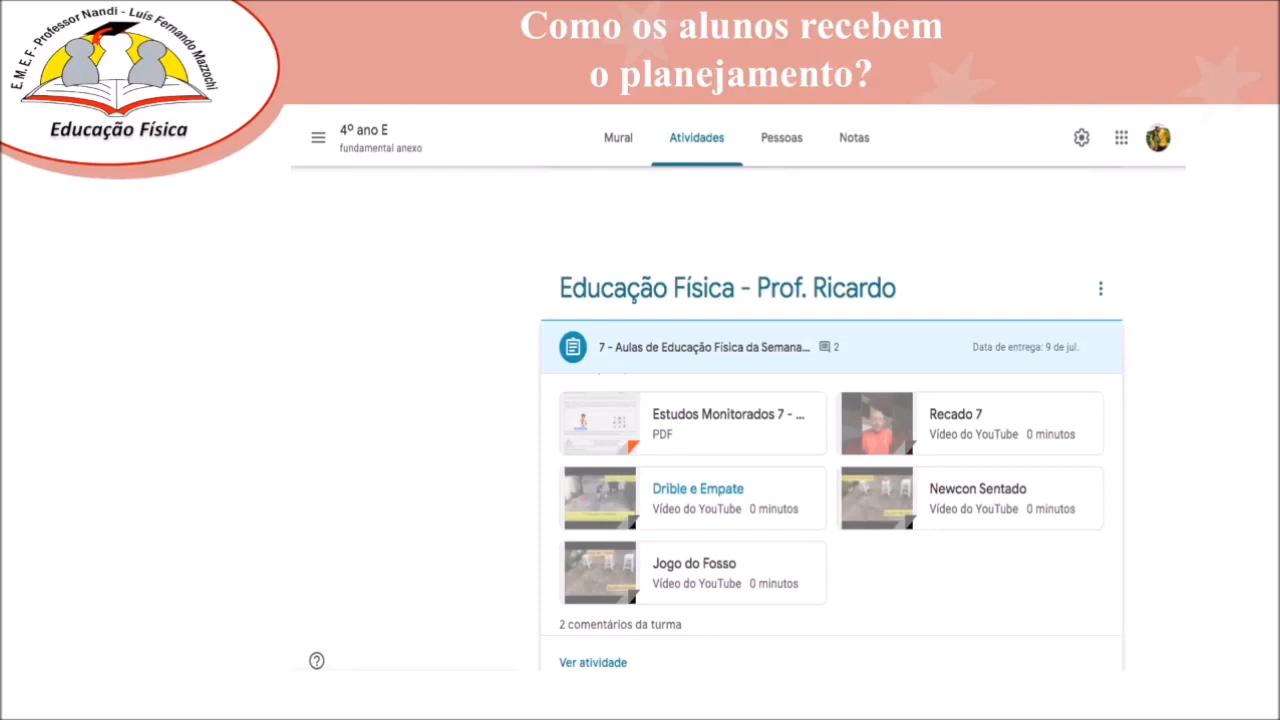 E.M.E.F - Professor Nandi - Luís Fernando Mazzochi
Educação Física
Como os alunos recebem
o planejamento?
4º ano E
fundamental anexo
Mural
Atividades
Pessoas
Notas
Educação Física - Prof. Ricardo
7 - Aulas de Educação Física da Semana...
2
Data de entrega: 9 de jul.
Estudos Monitorados 7 - ...
PDF
Recado 7
Vídeo do YouTube 0 minutos
Drible e Empate
Vídeo do YouTube 0 minutos
Newcon Sentado
Vídeo do YouTube 0 minutos
Jogo do Fosso
Vídeo do YouTube 0 minutos
2 comentários da turma
Ver atividade